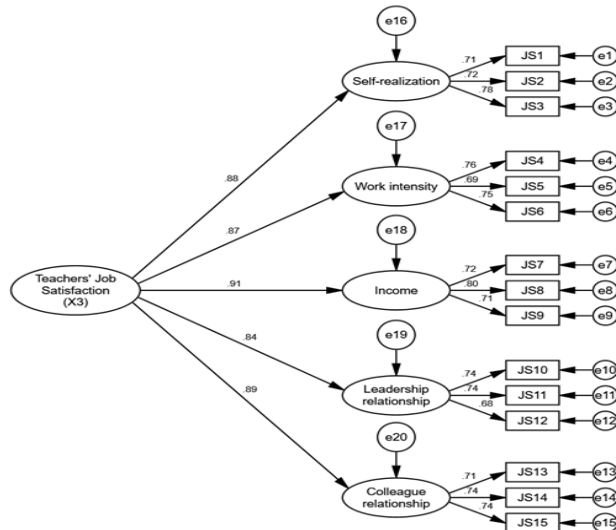 e16
.71
JS1
e1
Self-realization
.72
JS2
e2
.78
JS3
e3
e17
.88
.76
JS4
e4
Work intensity
.69
JS5
e5
.75
JS6
e6
.87
e18
.72
JS7
e7
Teachers' Job
Satisfaction
(X3)
.91
Income
.80
JS8
e8
.71
JS9
e9
e19
.84
.74
JS10
e10
Leadership
relationship
.74
JS11
e11
.68
JS12
e12
.89
e20
.71
JS13
e13
Colleague
relationship
.74
JS14
e14
.74
JS15
e15